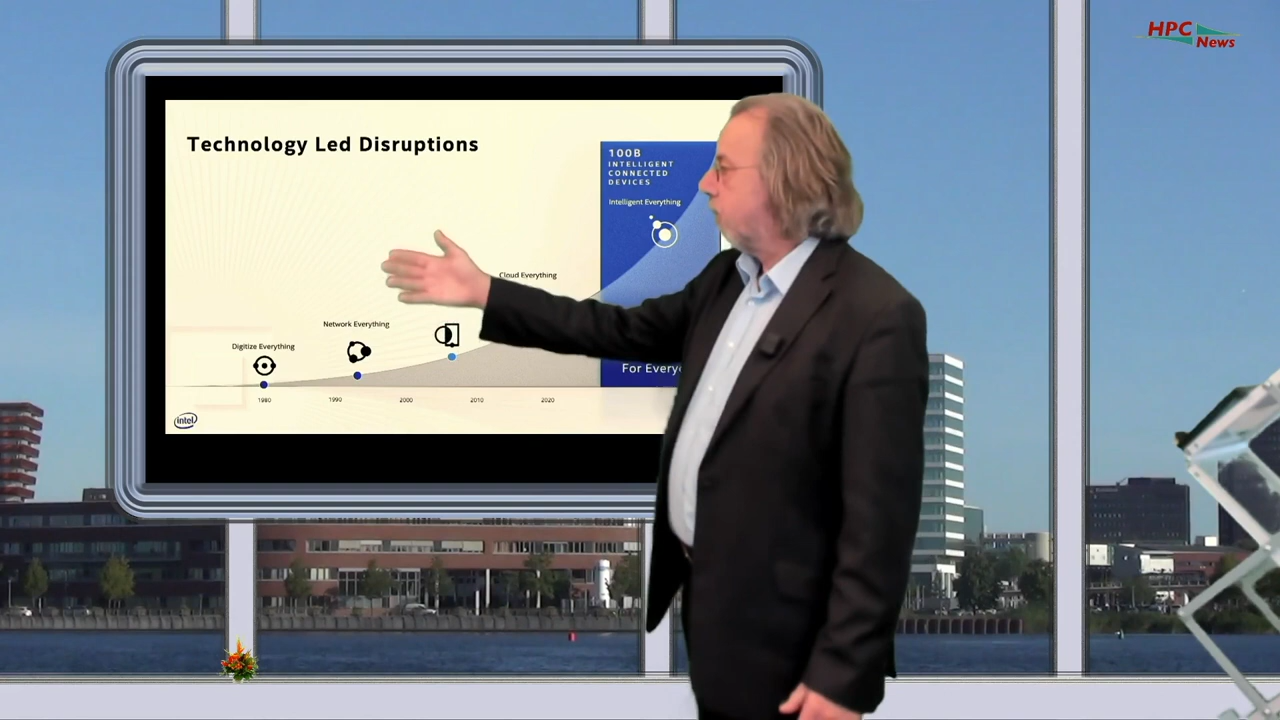 HPC
News
Technology Led Disruptions
100B
INTELLIGENT
CONNECTED
DEVICES
Intelligent Everything
Cloud Everything
Network Everything
Digitize Everything
For
1980
1990
2000
2010
2020
intel